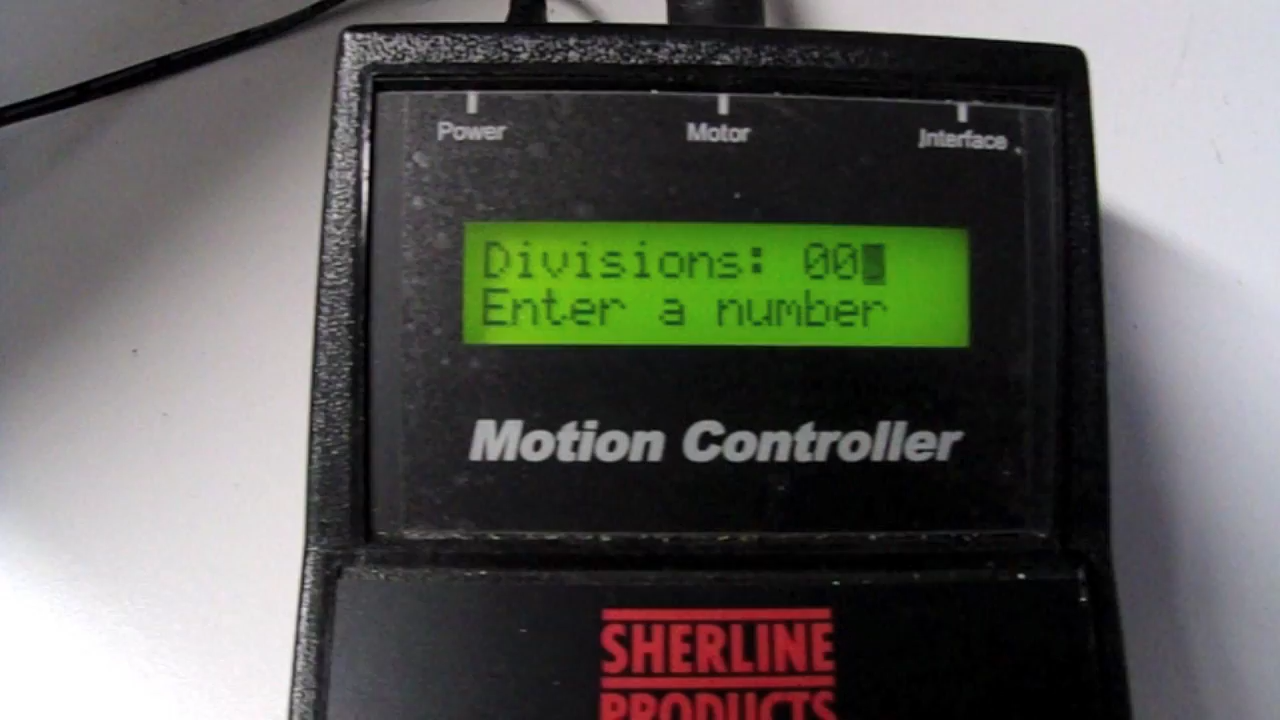 Power Motor Interface
Divisions: 00
Enter a number
Motion Controller
SHERLINE
PRODUCTS